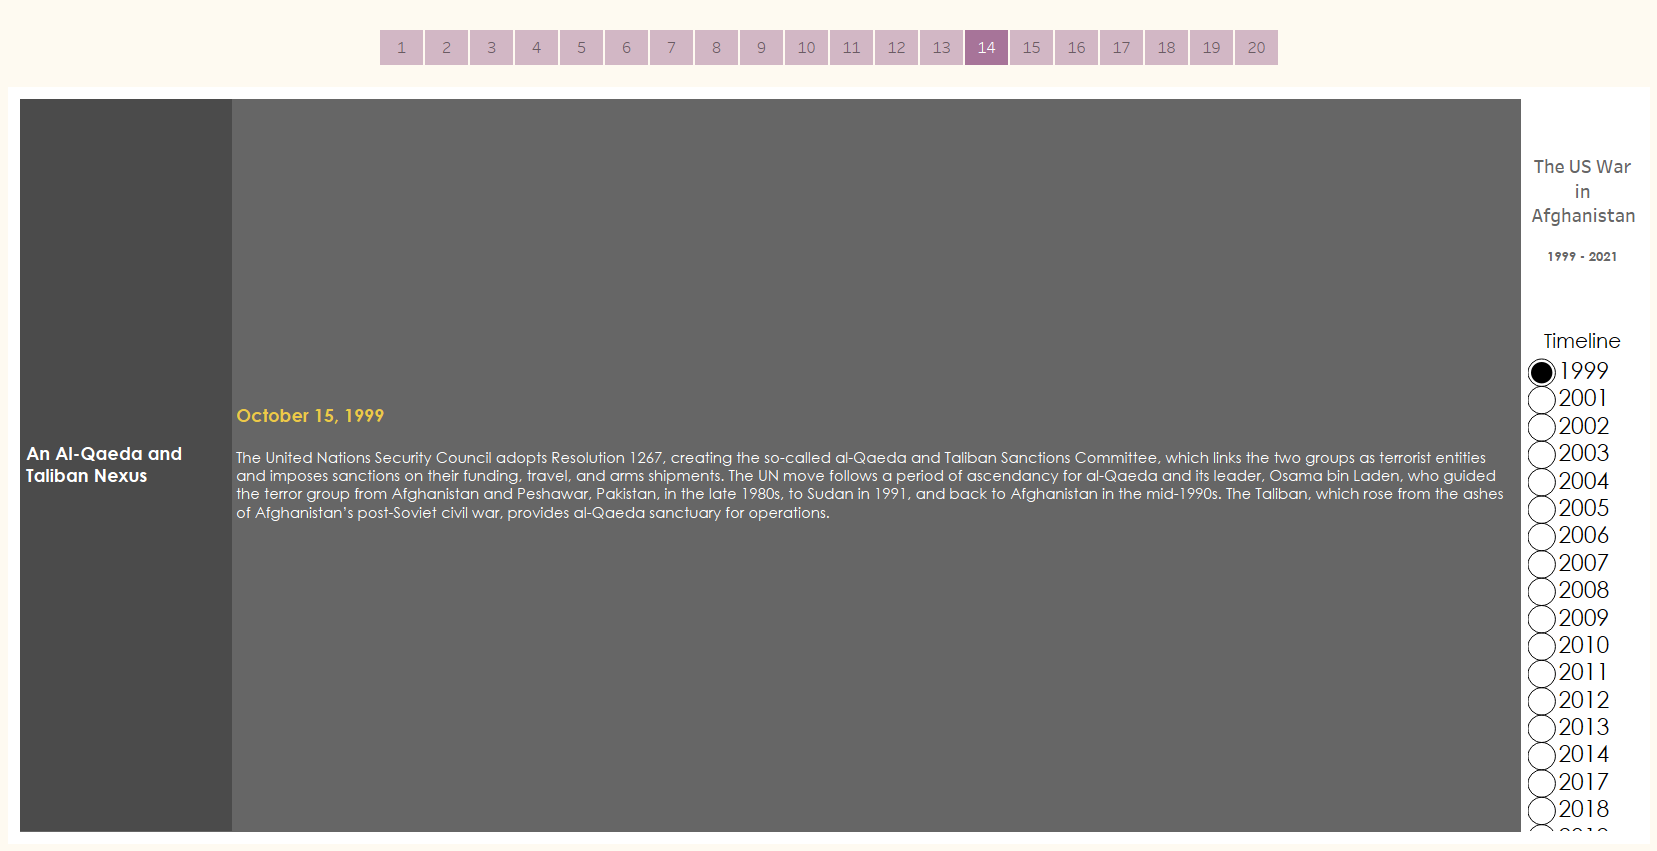 1 2 3 4 5 6 7 8 9 10 11 12 13 14 15 16 17 18 19 20
An Al-Qaeda and
Taliban Nexus
October 15, 1999
The United Nations Security Council adopts Resolution 1267, creating the so-called al-Qaeda and Taliban Sanctions Committee, which links the two groups as terrorist entities
and imposes sanctions on their funding, travel, and arms shipments. The UN move follows a period of ascendancy for al-Qaeda and its leader, Osama bin Laden, who guided
the terror group from Afghanistan and Peshawar, Pakistan, in the late 1980s, to Sudan in 1991, and back to Afghanistan in the mid-1990s. The Taliban, which rose from the ashes
of Afghanistan’s post-Soviet civil war, provides al-Qaeda sanctuary for operations.
The US War
in
Afghanistan
1999 - 2021
Timeline
1999
2001
2002
2003
2004
2005
2006
2007
2008
2009
2010
2011
2012
2013
2014
2017
2018